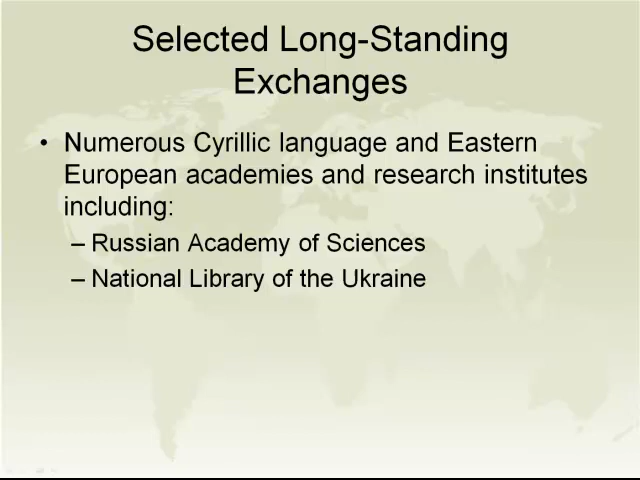 Selected Long-Standing
Exchanges
• Numerous Cyrillic language and Eastern
European academies and research institutes
including:
– Russian Academy of Sciences
– National Library of the Ukraine